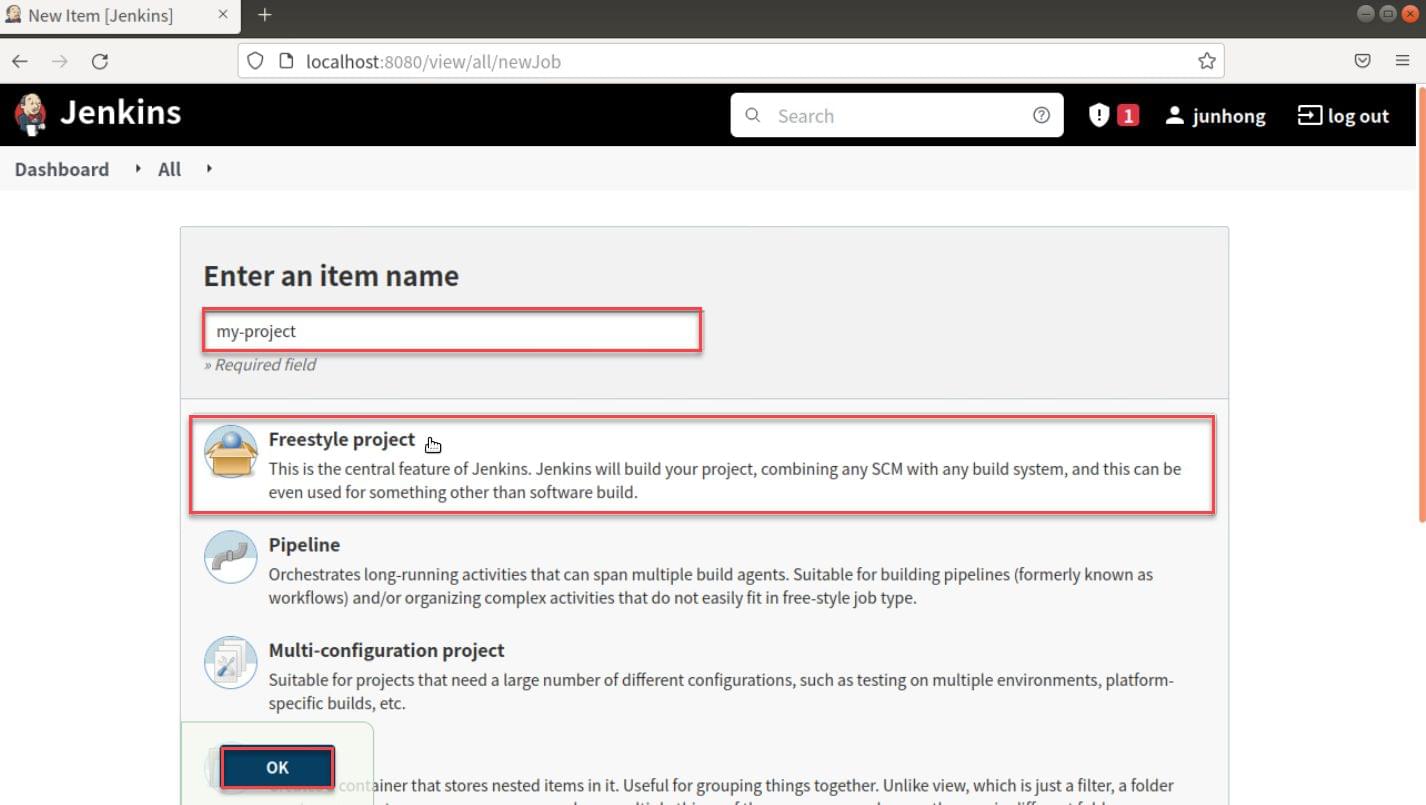 New Item [Jenkins]
localhost:8080/view/all/newJob
Jenkins
Search
1
junhong
log out
Dashboard
All
Enter an item name
my-project
» Required field
Freestyle project
This is the central feature of Jenkins. Jenkins will build your project, combining any SCM with any build system, and this can be
even used for something other than software build.
Pipeline
Orchestrates long-running activities that can span multiple build agents. Suitable for building pipelines (formerly known as
workflows) and/or organizing complex activities that do not easily fit in free-style job type.
Multi-configuration project
Suitable for projects that need a large number of different configurations, such as testing on multiple environments, platform-
specific builds, etc.
OK
container that stores nested items in it. Useful for grouping things together. Unlike view, which is just a filter, a folder